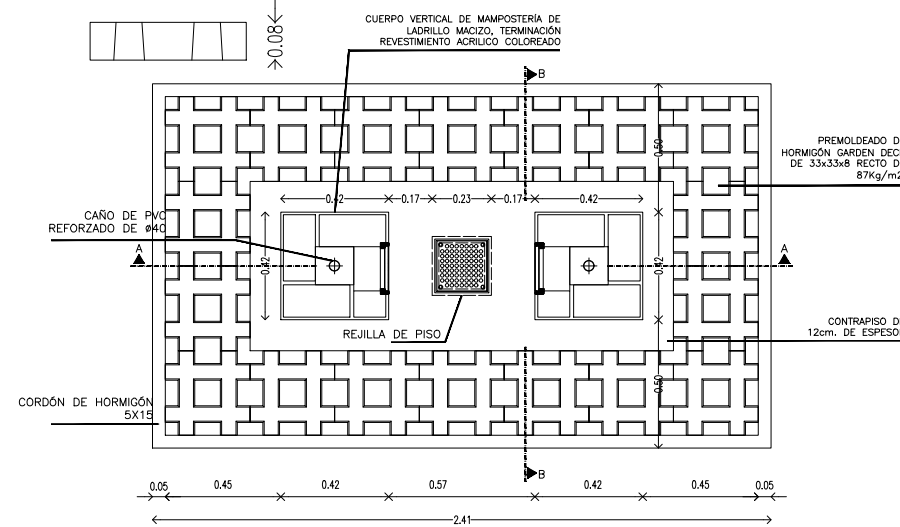 0.08
CUERPO VERTICAL DE MAMPOSTERÍA DE
LADRILLO MACIZO, TERMINACIÓN
REVESTIMIENTO ACRILICO COLOREADO
B
0.50
PREMOLDEADO D
HORMIGÓN GARDEN DEC
DE 33x33x8 RECTO D
87Kg/m2
0.42
0.17
0.23
0.17
0.42
CAÑO DE PVC
REFORZADO DE ø40
A
0.42
0.42
A
REJILLA DE PISO
CONTRAPISO DE
12cm. DE ESPESOR
0.50
CORDÓN DE HORMIGÓN
5X15
B
0.05
0.45
0.42
0.57
0.42
0.45
0.05
2.41